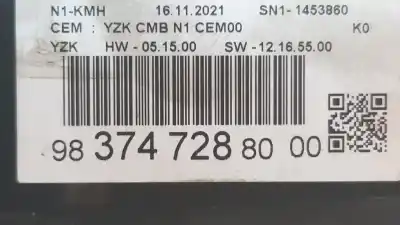 N1-KMH 16.11.2021 SN1- 1453860
CEM : YZK CMB N1 CEM00 K0
YZK HW - 05.15.00 SW - 12.16.55.00
98 374 728 80 00